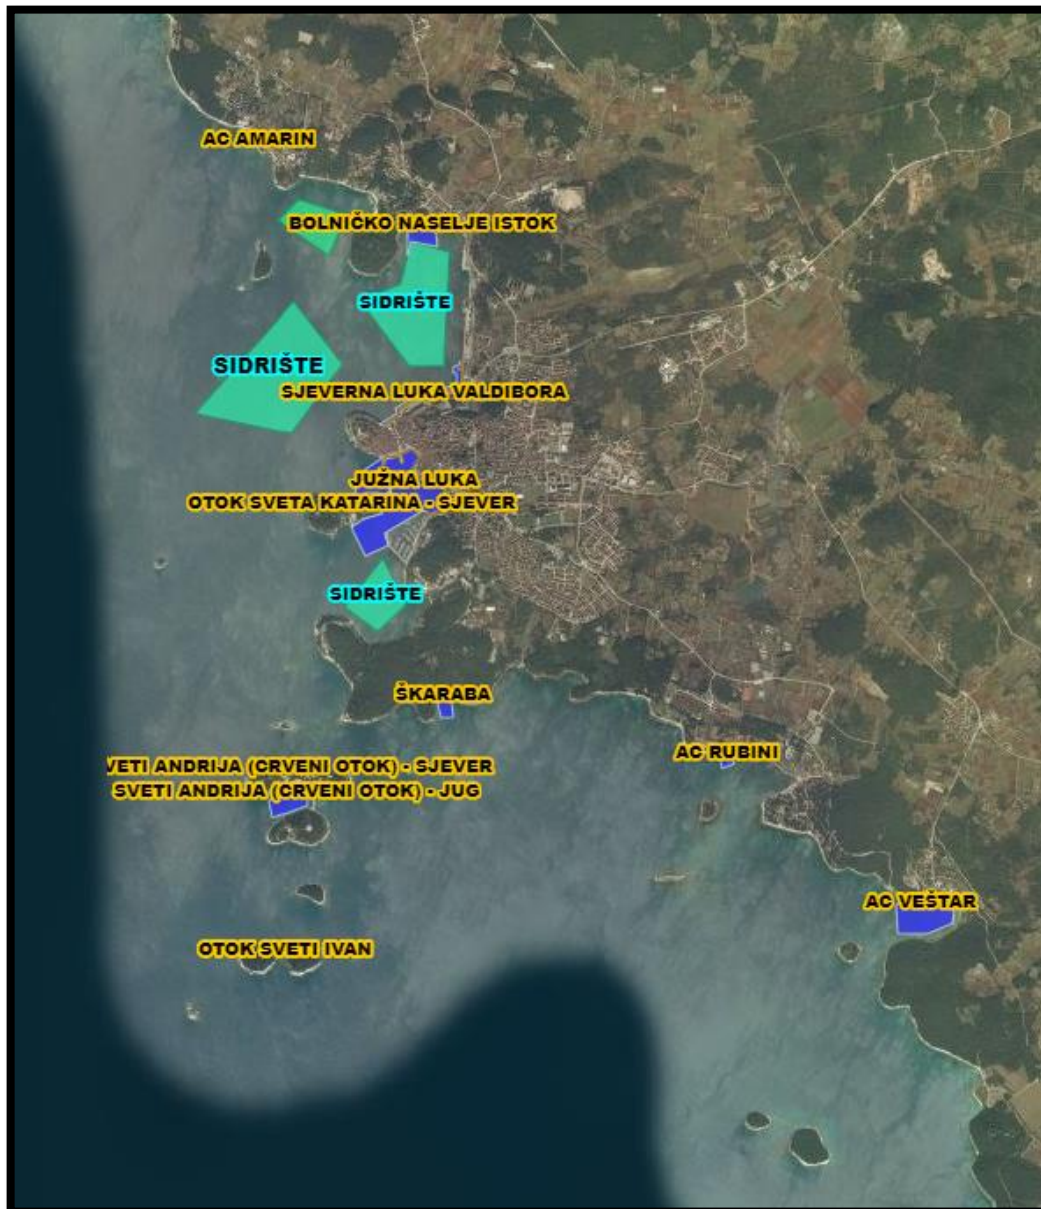 AC AMARIN
BOLNIČKO NASELJE ISTOK
SIDRIŠTE
SIDRIŠTE
SJEVERNA LUKA VALDIBORA
JUŽNA LUKA
OTOK SVETA KATARINA - SJEVER
SIDRIŠTE
ŠKARABA
AC RUBINI
VETI ANDRIJA (CRVENI OTOK) - SJEVER
SVETI ANDRIJA (CRVENI OTOK) - JUG
AC VEŠTAR
OTOK SVETI IVAN